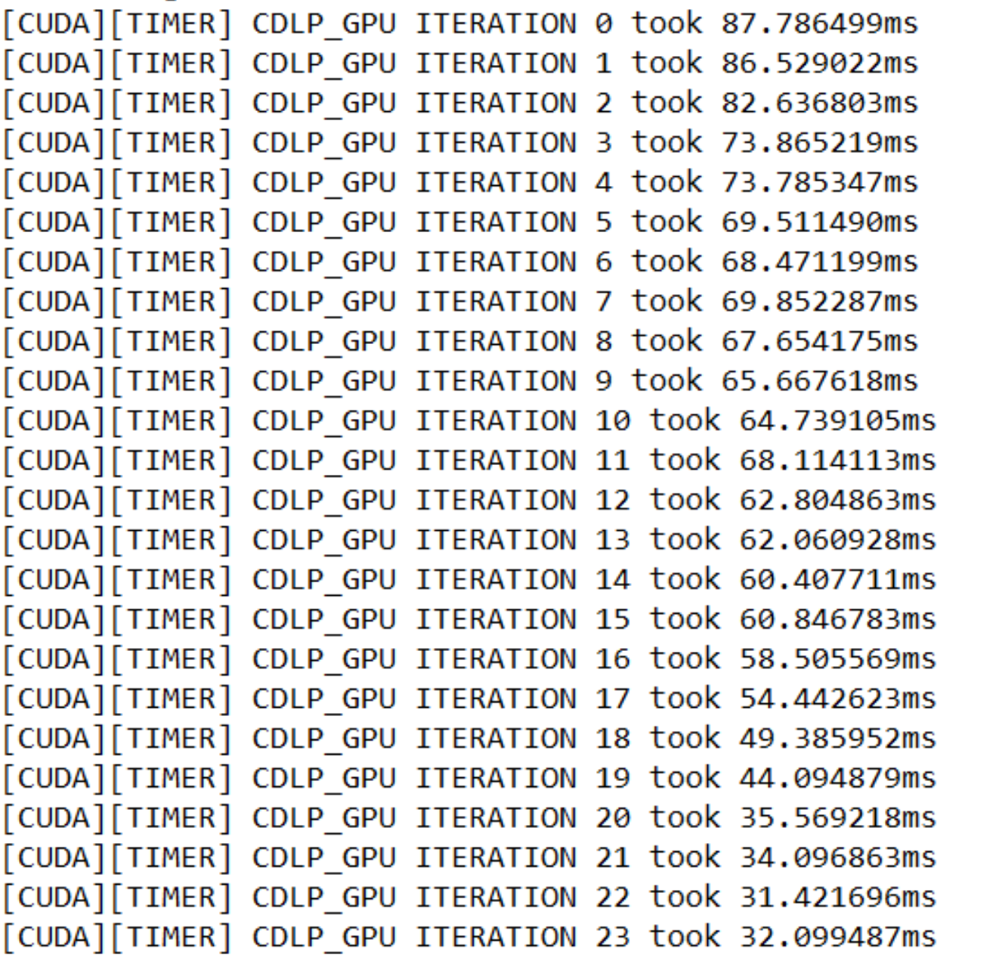 [CUDA][TIMER] CDLP_GPU ITERATION 0 took 87.786499ms
[CUDA][TIMER] CDLP_GPU ITERATION 1 took 86.529022ms
[CUDA][TIMER] CDLP_GPU ITERATION 2 took 82.636803ms
[CUDA][TIMER] CDLP_GPU ITERATION 3 took 73.865219ms
[CUDA][TIMER] CDLP_GPU ITERATION 4 took 73.785347ms
[CUDA][TIMER] CDLP_GPU ITERATION 5 took 69.511490ms
[CUDA][TIMER] CDLP_GPU ITERATION 6 took 68.471199ms
[CUDA][TIMER] CDLP_GPU ITERATION 7 took 69.852287ms
[CUDA][TIMER] CDLP_GPU ITERATION 8 took 67.654175ms
[CUDA][TIMER] CDLP_GPU ITERATION 9 took 65.667618ms
[CUDA][TIMER] CDLP_GPU ITERATION 10 took 64.739105ms
[CUDA][TIMER] CDLP_GPU ITERATION 11 took 68.114113ms
[CUDA][TIMER] CDLP_GPU ITERATION 12 took 62.804863ms
[CUDA][TIMER] CDLP_GPU ITERATION 13 took 62.060928ms
[CUDA][TIMER] CDLP_GPU ITERATION 14 took 60.407711ms
[CUDA][TIMER] CDLP_GPU ITERATION 15 took 60.846783ms
[CUDA][TIMER] CDLP_GPU ITERATION 16 took 58.505569ms
[CUDA][TIMER] CDLP_GPU ITERATION 17 took 54.442623ms
[CUDA][TIMER] CDLP_GPU ITERATION 18 took 49.385952ms
[CUDA][TIMER] CDLP_GPU ITERATION 19 took 44.094879ms
[CUDA][TIMER] CDLP_GPU ITERATION 20 took 35.569218ms
[CUDA][TIMER] CDLP_GPU ITERATION 21 took 34.096863ms
[CUDA][TIMER] CDLP_GPU ITERATION 22 took 31.421696ms
[CUDA][TIMER] CDLP_GPU ITERATION 23 took 32.099487ms